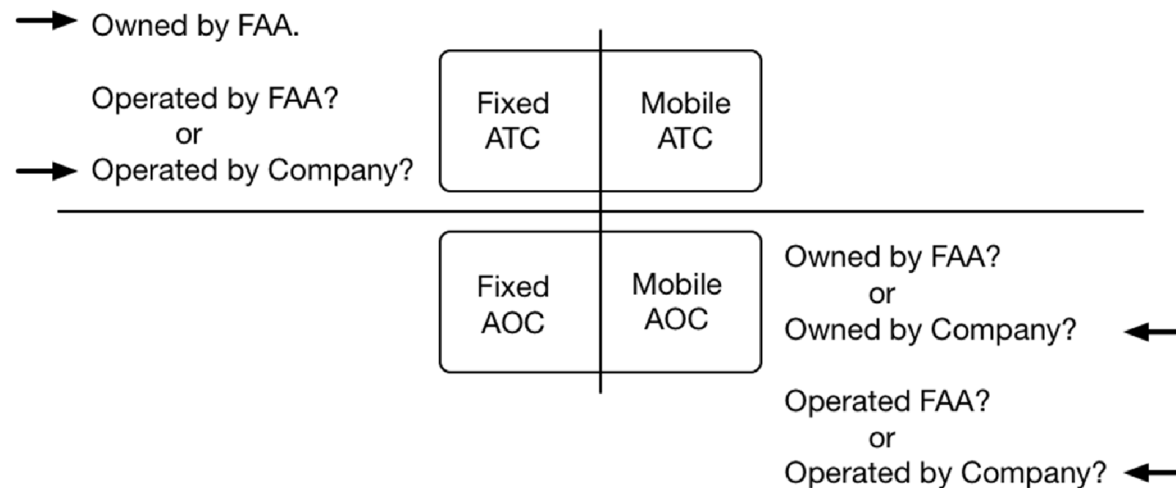 Owned by FAA.
Operated by FAA?
or
Operated by Company?
Fixed
ATC
Mobile
ATC
Fixed
AOC
Mobile
AOC
Owned by FAA?
or
Owned by Company?
Operated FAA?
or
Operated by Company?